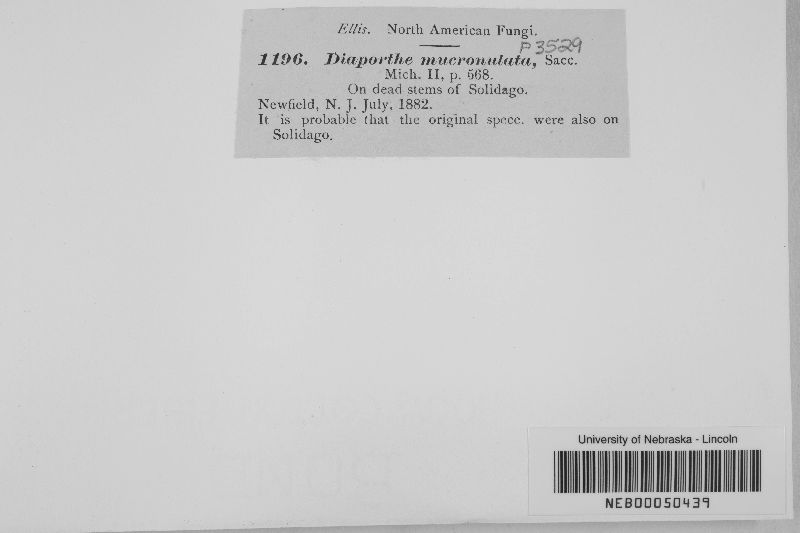 Ellis. North American Fungi.
P3529
1196. Diaporthe mucronulata, Sacc.
Mich. II, p. 568.
On dead stems of Solidago.
Newfield, N. J. July, 1882.
It is probable that the original specc. were also on
Solidago.
University of Nebraska - Lincoln
NEB00050439